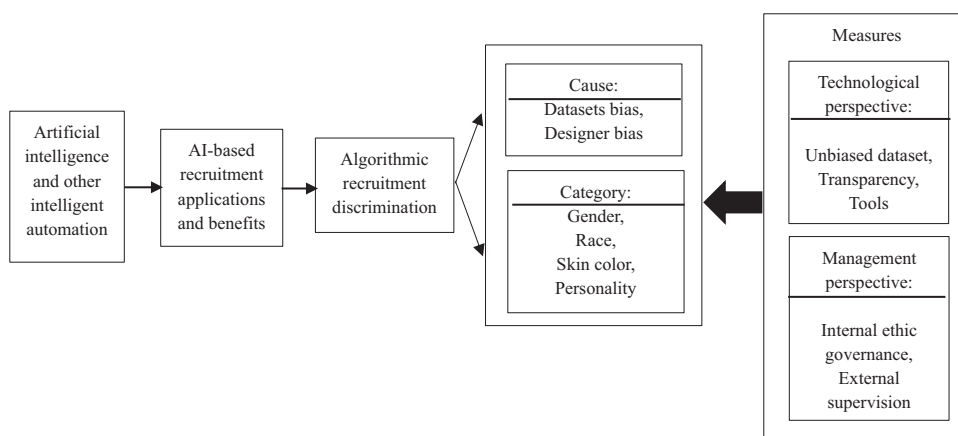 Artificial
intelligence
and other
intelligent
automation
AI-based
recruitment
applications
and benefits
Algorithmic
recruitment
discrimination
Cause:
Datasets bias,
Designer bias
Category:
Gender,
Race,
Skin color,
Personality
Measures
Technological
perspective:
Unbiased dataset,
Transparency,
Tools
Management
perspective:
Internal ethic
governance,
External
supervision